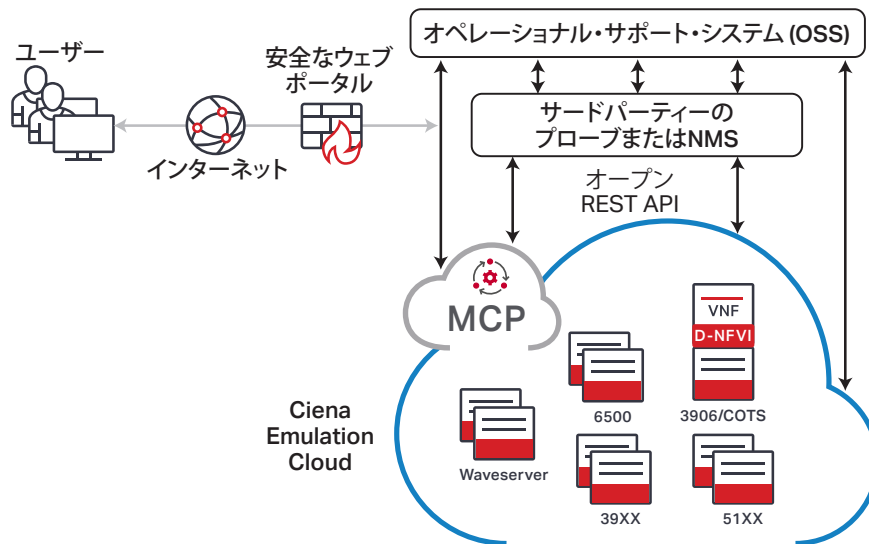 オペレーショナル・サポート・システム (OSS)
ユーザー
安全なウェブ
ポータル
インターネット
サードパーティーの
プローブまたはNMS
オープン
REST API
MCP
VNF
D-NFVI
6500
3906/COTS
Ciena
Emulation
Cloud
Waveserver
39XX
51XX